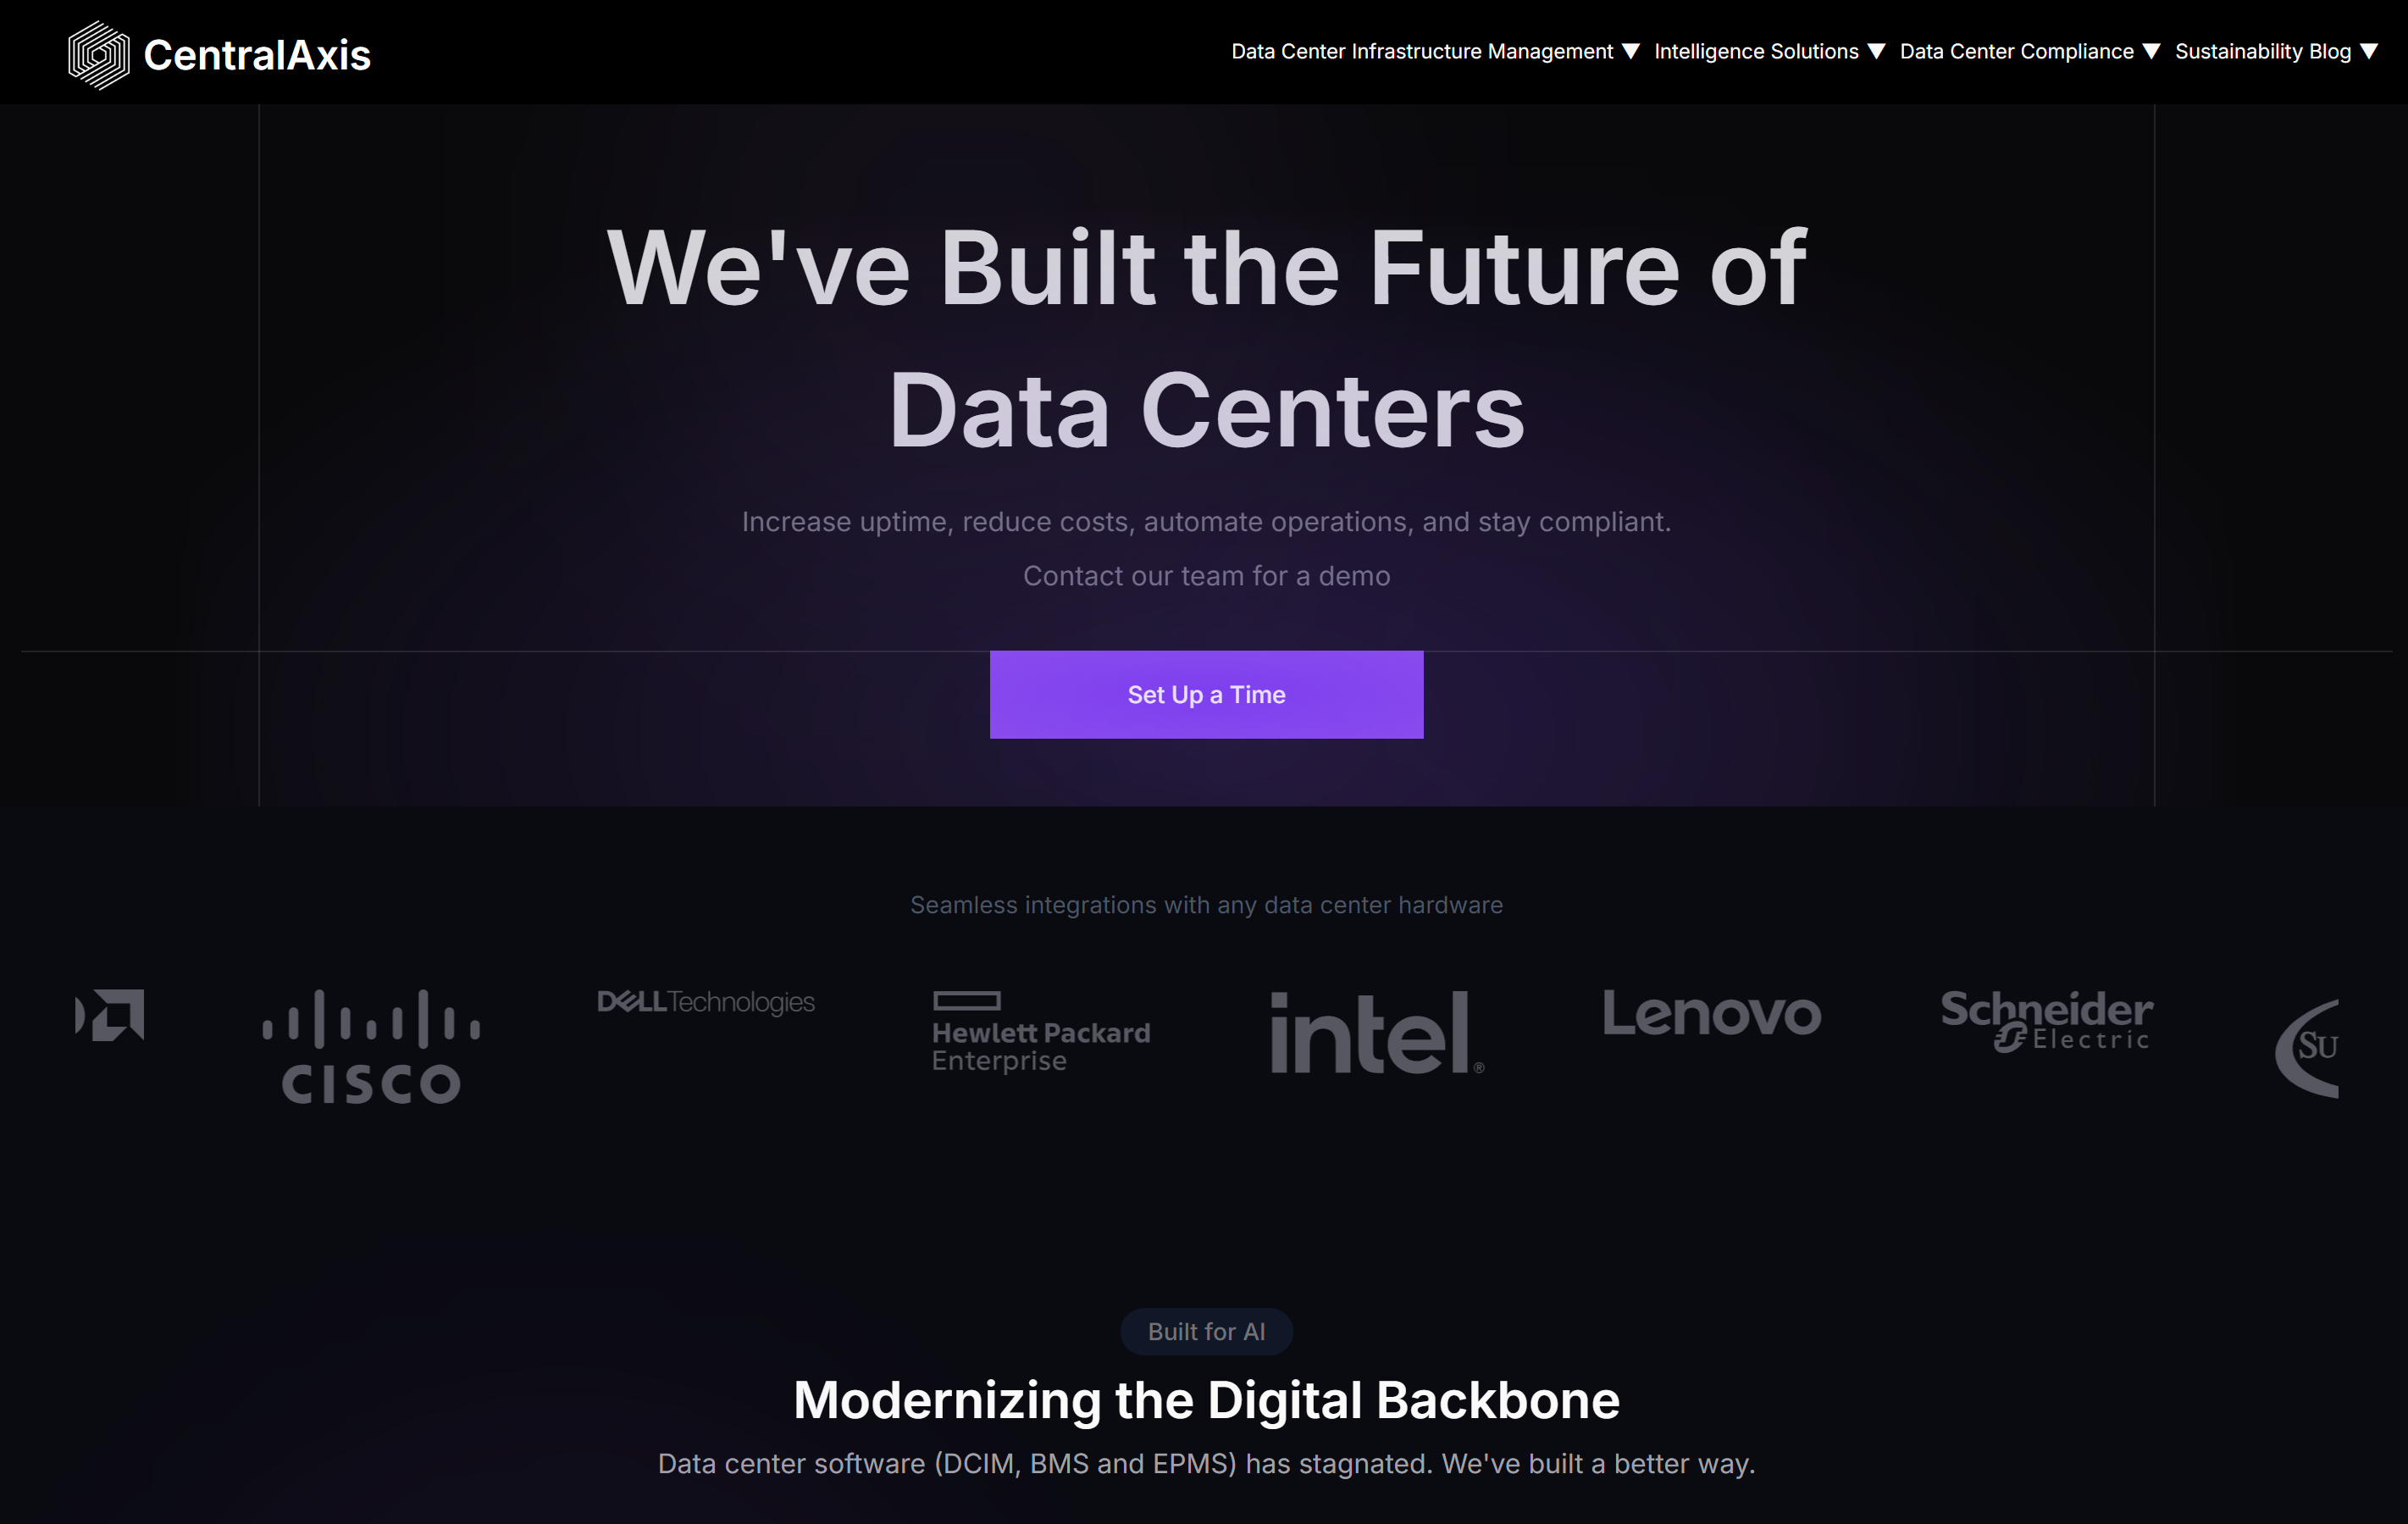 CentralAxis
Data Center Infrastructure Management ▼ Intelligence Solutions ▼ Data Center Compliance ▼ Sustainability Blog ▼
We've Built the Future of
Data Centers
Increase uptime, reduce costs, automate operations, and stay compliant.
Contact our team for a demo
Set Up a Time
Seamless integrations with any data center hardware
CISCO
DELLTechnologies
Hewlett Packard
Enterprise
intel®
Lenovo
Schneider
Electric
SU
Built for AI
Modernizing the Digital Backbone
Data center software (DCIM, BMS and EPMS) has stagnated. We've built a better way.